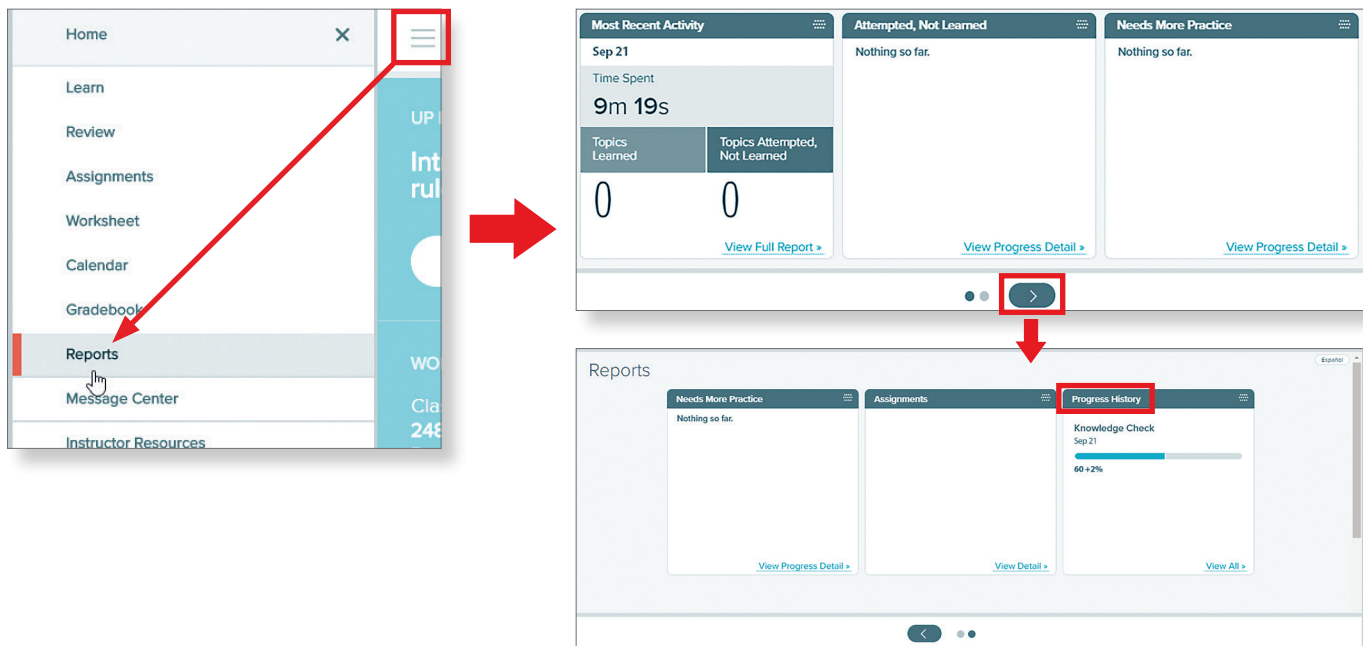 Home
Learn
Review
Assignments
Worksheet
Calendar
Gradebook
Reports
Message Center
Instructor Resources
UP
Int
rul
WO
Cla
248
Most Recent Activity
Sep 21
Time Spent
9m 19s
Topics
Learned
Topics Attempted,
Not Learned
0
0
View Full Report »
Attempted, Not Learned
Nothing so far.
View Progress Detail »
Needs More Practice
Nothing so far.
View Progress Detail »
Reports
Español
Needs More Practice
Nothing so far.
View Progress Detail »
Assignments
View Detail »
Progress History
Knowledge Check
Sep 21
60 +2%
View All »